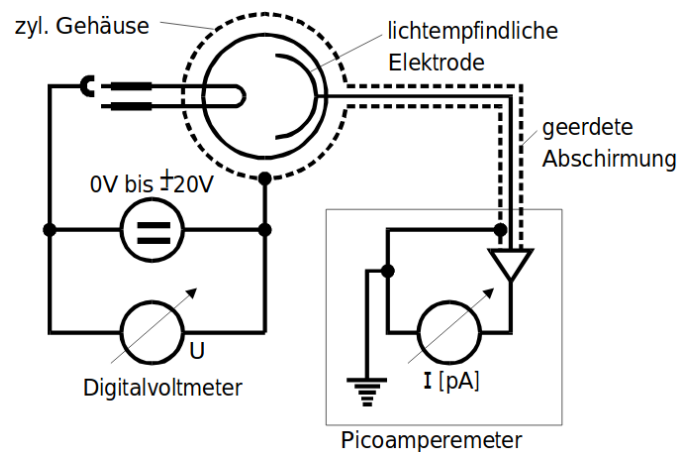 zyl. Gehäuse
lichtempfindliche
Elektrode
geerdete
Abschirmung
0V bis ±20V
U
Digitalvoltmeter
I [pA]
Picoamperemeter